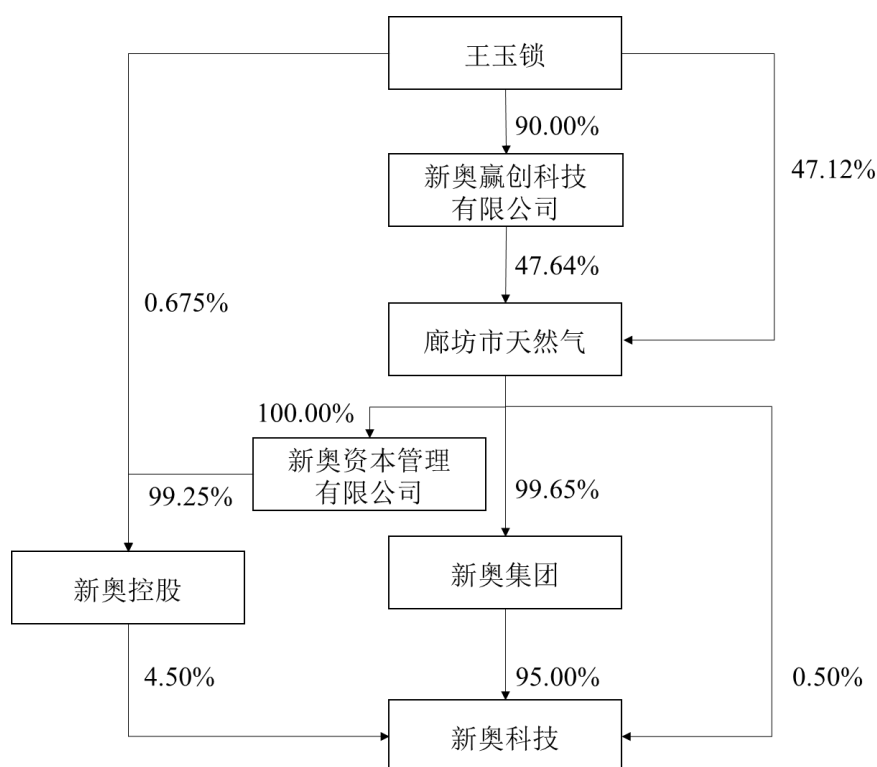 王玉锁
90.00%
47.12%
新奥赢创科技
有限公司
47.64%
0.675%
廊坊市天然气
100.00%
新奥资本管理
有限公司
99.25%
99.65%
新奥控股
新奥集团
4.50%
95.00%
0.50%
新奥科技